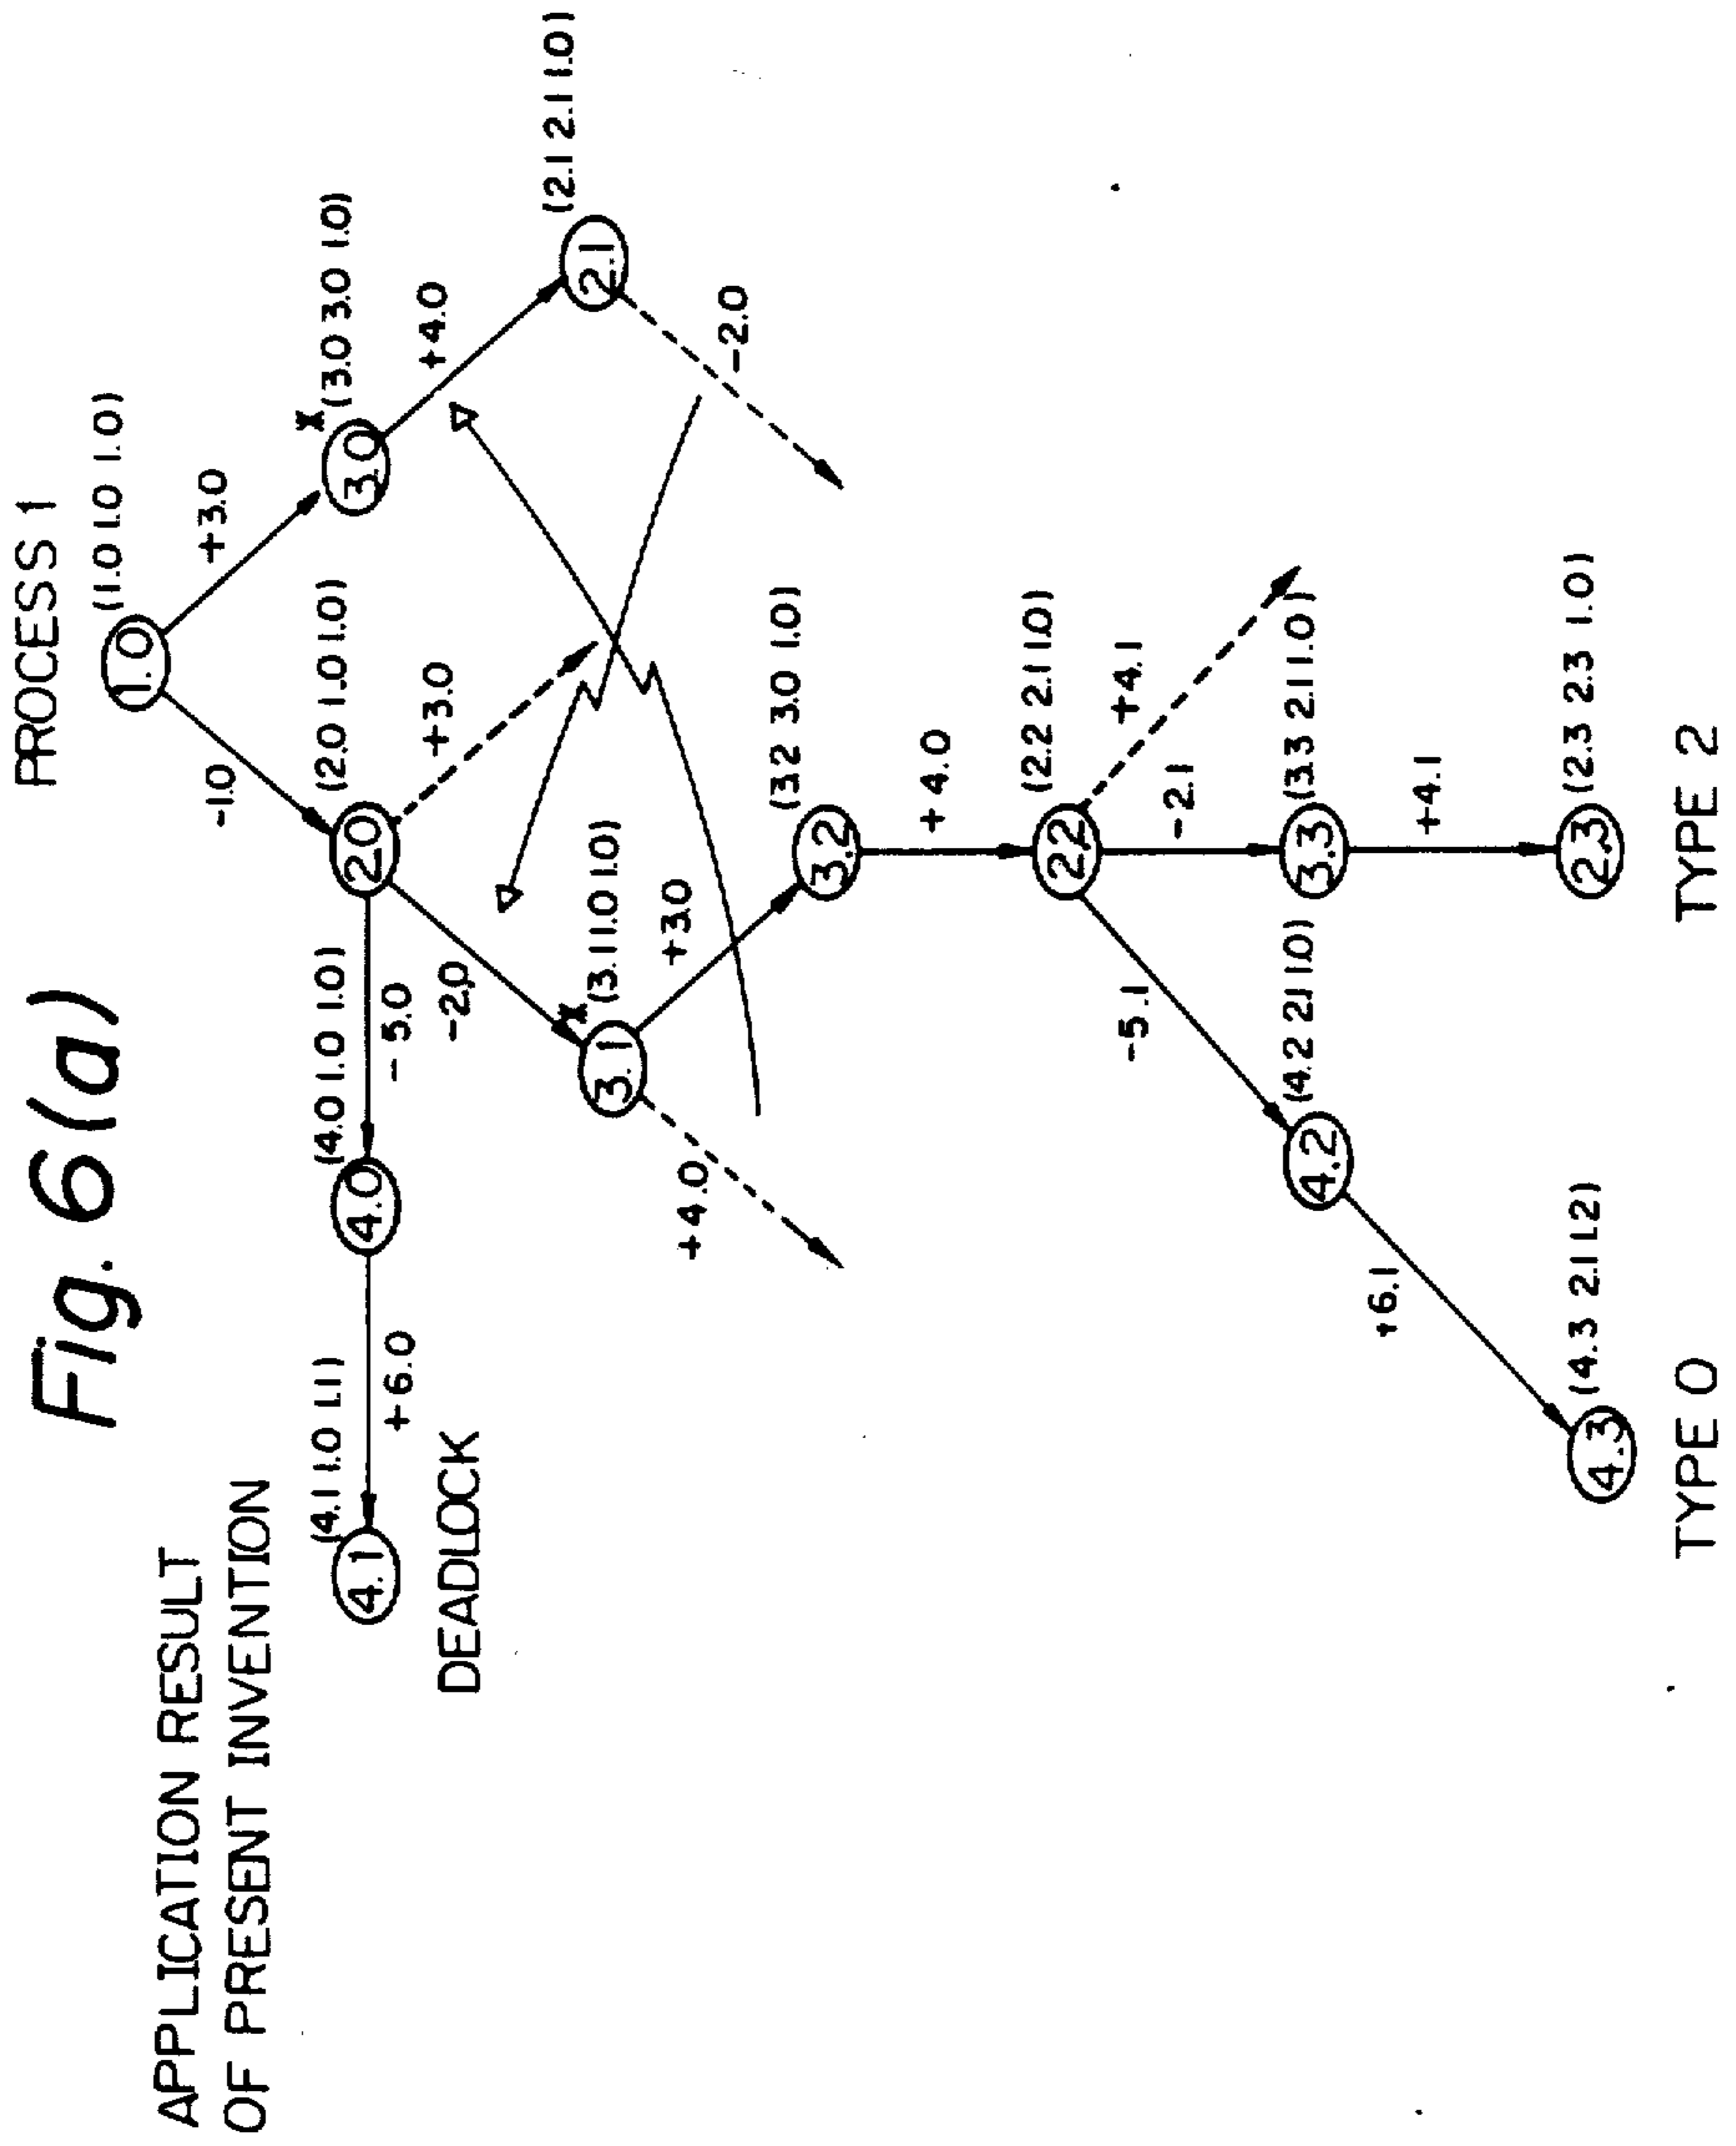 Fig. 6(a)
APPLICATION RESULT
OF PRESENT INVENTION
PROCESS 1
1.0
(1.0 1.0 1.0)
-1.0
+3.0
2.0
(2.0 1.0 1.0)
3.0
x
(3.0 3.0 1.0)
+4.0
2.1
(2.1 2.1 1.0)
-2.0
+3.0
-5.0
4.0
(4.0 1.0 1.0)
+6.0
4.1
(4.1 1.0 1.1)
DEADLOCK
-2.0
3.1
x
(3.1 1.0 1.0)
+4.0
+3.0
3.2
(3.2 3.0 1.0)
+4.0
2.2
(2.2 2.1 1.0)
-5.1
-2.1
+4.1
4.2
(4.2 2.1 1.0)
3.3
(3.3 2.1 1.0)
+6.1
+4.1
4.3
(4.3 2.1 1.2)
2.3
(2.3 2.3 1.0)
TYPE 0
TYPE 2